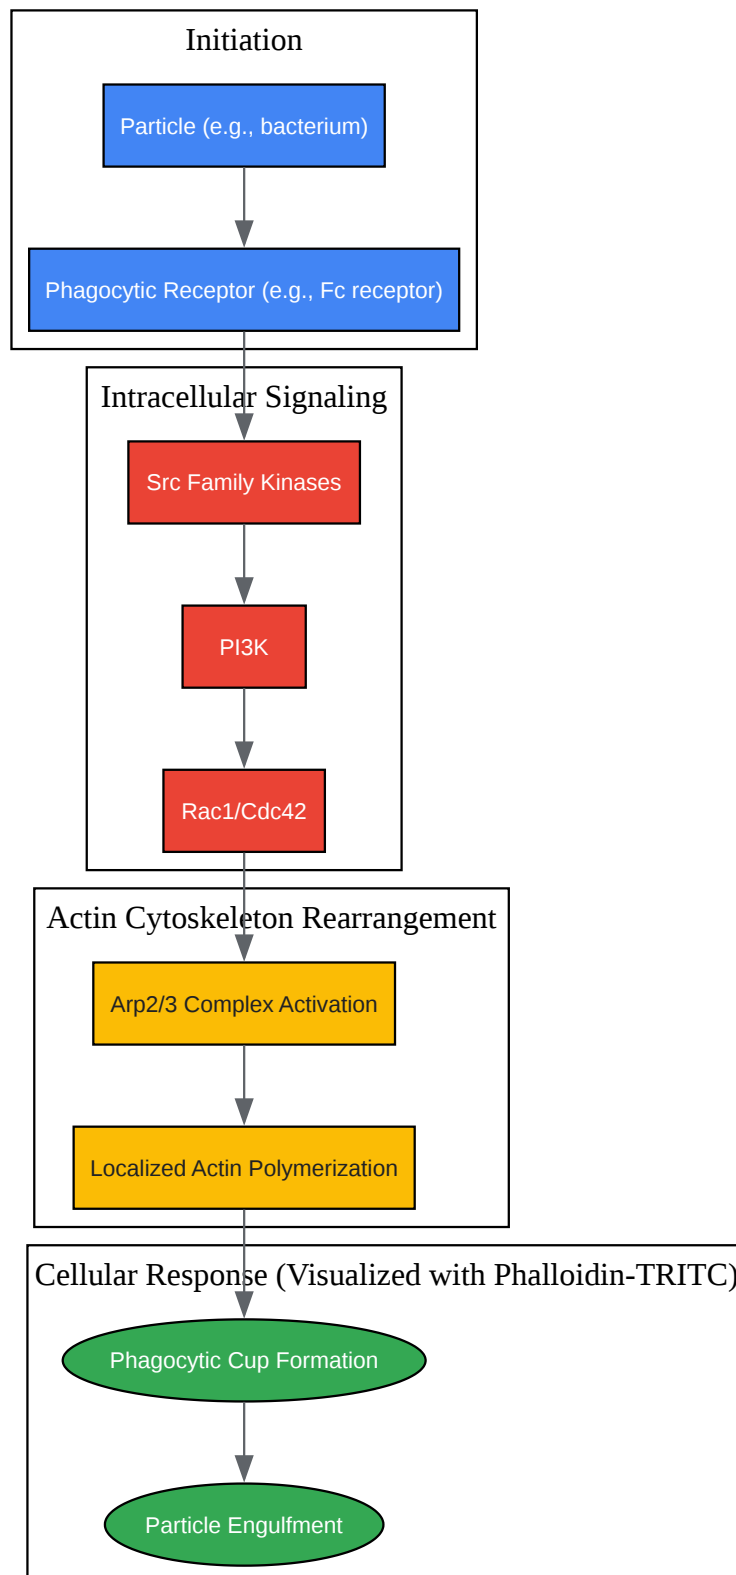 Initiation
Particle (e.g., bacterium)
Phagocytic Receptor (e.g., Fc receptor)
Intracellular Signaling
Src Family Kinases
PI3K
Rac1/Cdc42
Actin Cytoskeleton Rearrangement
Arp2/3 Complex Activation
Localized Actin Polymerization
Cellular Response (Visualized with Phalloidin-TRITC)
Phagocytic Cup Formation
Particle Engulfment